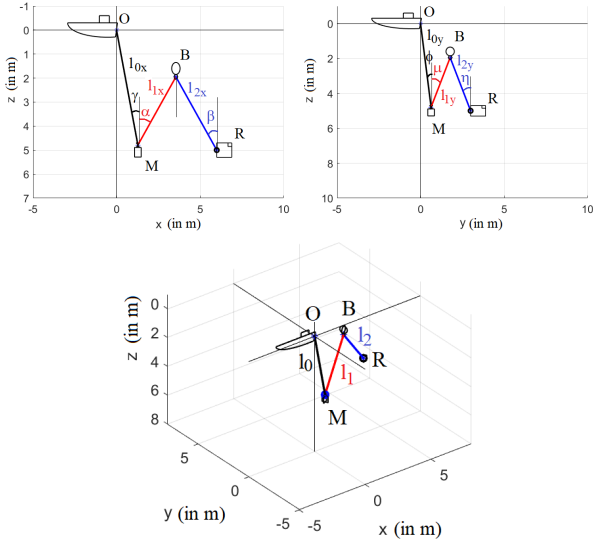 -1
0
1
2
3
4
5
6
7
z (in m)
-5
0
5
10
x (in m)
O
l0x
B
l1x
l2x
γ
α
β
R
M
0
2
4
6
8
10
z (in m)
-5
0
5
10
y (in m)
O
l0y
B
ϕ
μ
l2y
η
l1y
R
M
0
2
4
6
8
z (in m)
5
0
-5
y (in m)
-5
0
5
x (in m)
O
B
l0
l2
R
l1
M